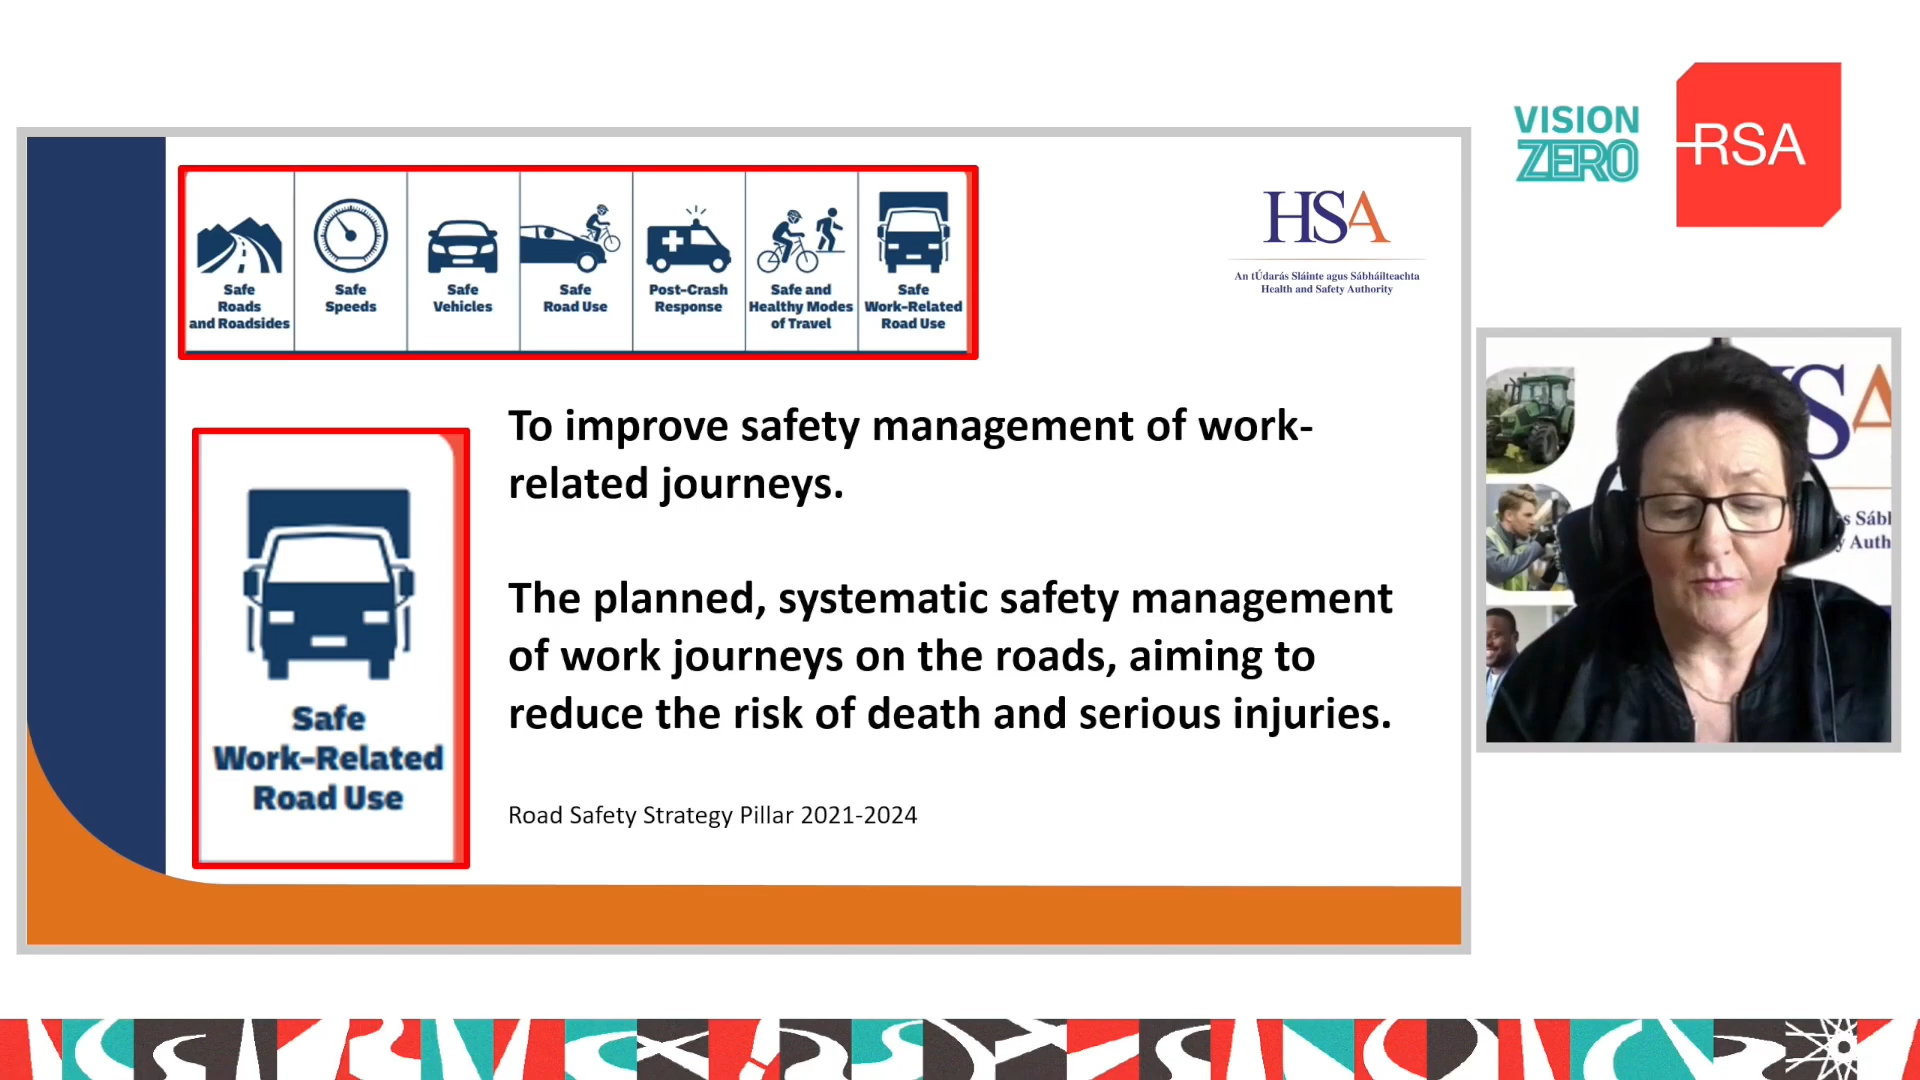 VISION
ZERO
RSA
Safe
Roads
and Roadsides
Safe
Speeds
Safe
Vehicles
Safe
Road Use
Post-Crash
Response
Safe and
Healthy Modes
of Travel
Safe
Work-Related
Road Use
HSA
An tÚdarás Sláinte agus Sábháilteachta
Health and Safety Authority
To improve safety management of work-
related journeys.
The planned, systematic safety management
of work journeys on the roads, aiming to
reduce the risk of death and serious injuries.
Safe
Work-Related
Road Use
Road Safety Strategy Pillar 2021-2024
SA
s Sábl
y Auth